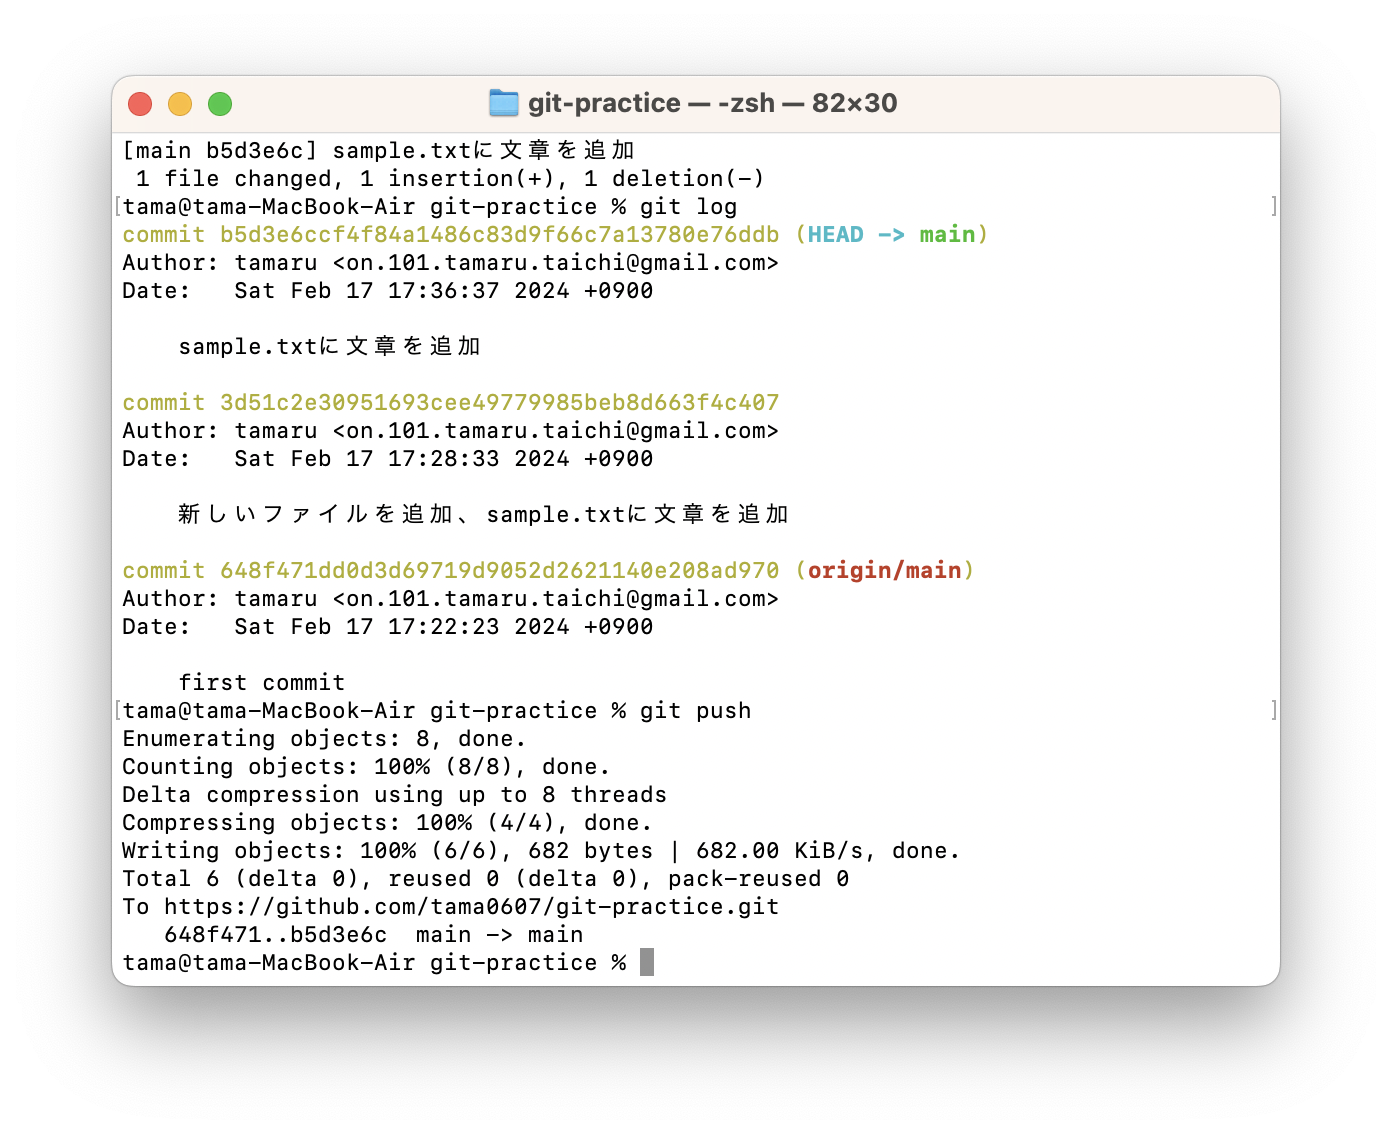 git-practice — -zsh — 82×30
[main b5d3e6c] sample.txtに文章を追加
 1 file changed, 1 insertion(+), 1 deletion(-)
[tama@tama-MacBook-Air git-practice % git log ]
commit b5d3e6ccf4f84a1486c83d9f66c7a13780e76ddb (HEAD -> main)
Author: tamaru <on.101.tamaru.taichi@gmail.com>
Date:   Sat Feb 17 17:36:37 2024 +0900

    sample.txtに文章を追加

commit 3d51c2e30951693cee49779985beb8d663f4c407
Author: tamaru <on.101.tamaru.taichi@gmail.com>
Date:   Sat Feb 17 17:28:33 2024 +0900

    新しいファイルを追加、sample.txtに文章を追加

commit 648f471dd0d3d69719d9052d2621140e208ad970 (origin/main)
Author: tamaru <on.101.tamaru.taichi@gmail.com>
Date:   Sat Feb 17 17:22:23 2024 +0900

    first commit
[tama@tama-MacBook-Air git-practice % git push ]
Enumerating objects: 8, done.
Counting objects: 100% (8/8), done.
Delta compression using up to 8 threads
Compressing objects: 100% (4/4), done.
Writing objects: 100% (6/6), 682 bytes | 682.00 KiB/s, done.
Total 6 (delta 0), reused 0 (delta 0), pack-reused 0
To https://github.com/tama0607/git-practice.git
   648f471..b5d3e6c  main -> main
tama@tama-MacBook-Air git-practice %